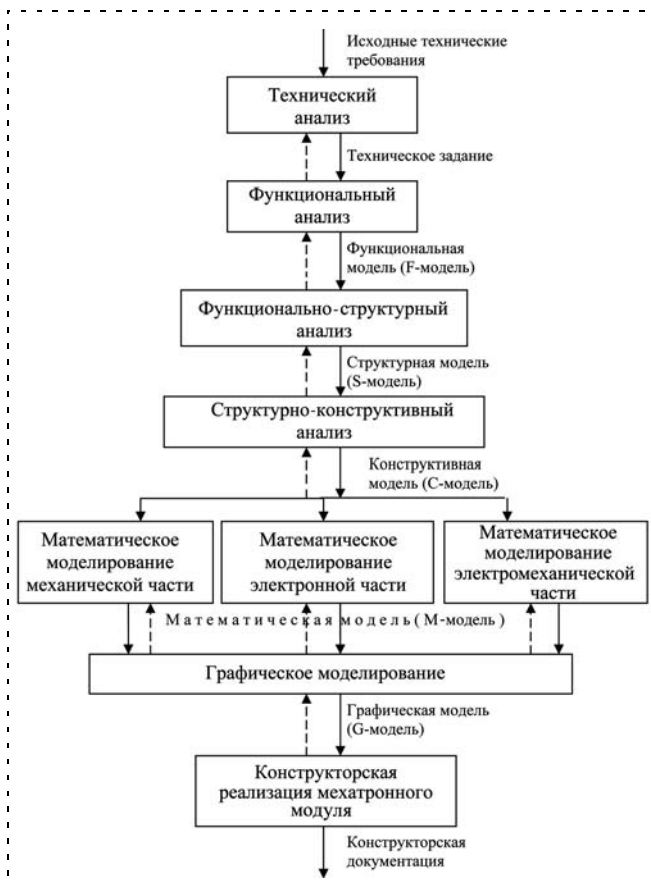 Исходные технические
требования
Технический
анализ
Техническое задание
Функциональный
анализ
Функциональная
модель (F-модель)
Функционально-структурный
анализ
Структурная модель
(S-модель)
Структурно-конструктивный
анализ
Конструктивная
модель (C-модель)
Математическое
моделирование
механической части
Математическое
моделирование
электронной части
Математическое
моделирование
электромеханической
части
Математическая модель (М-модель)
Графическое моделирование
Графическая модель
(G-модель)
Конструкторская
реализация мехатронного
модуля
Конструкторская
документация